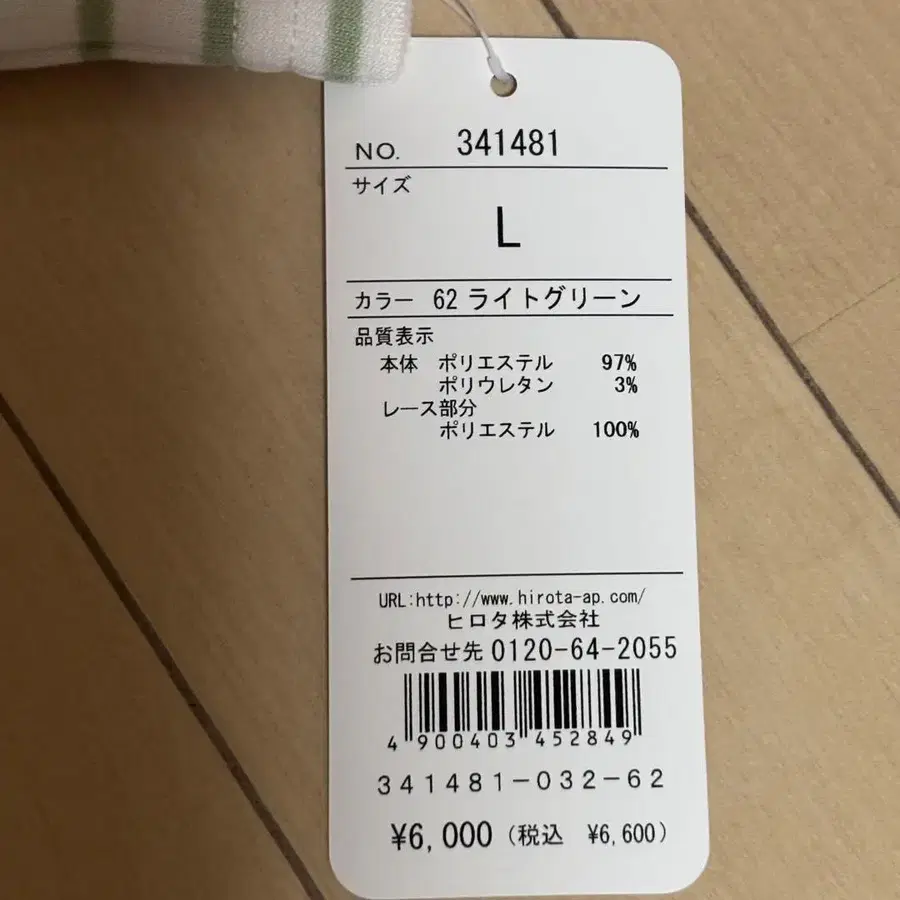 NO. 341481
サイズ
L
カラー 62 ライトグリーン
品質表示
本体 ポリエステル 97%
ポリウレタン 3%
レース部分
ポリエステル 100%
URL:http://www.hirota-ap.com/
ヒロタ株式会社
お問合せ先 0120-64-2055
4 900403 452849
341481-032-62
¥6,000 (税込 ¥6,600)